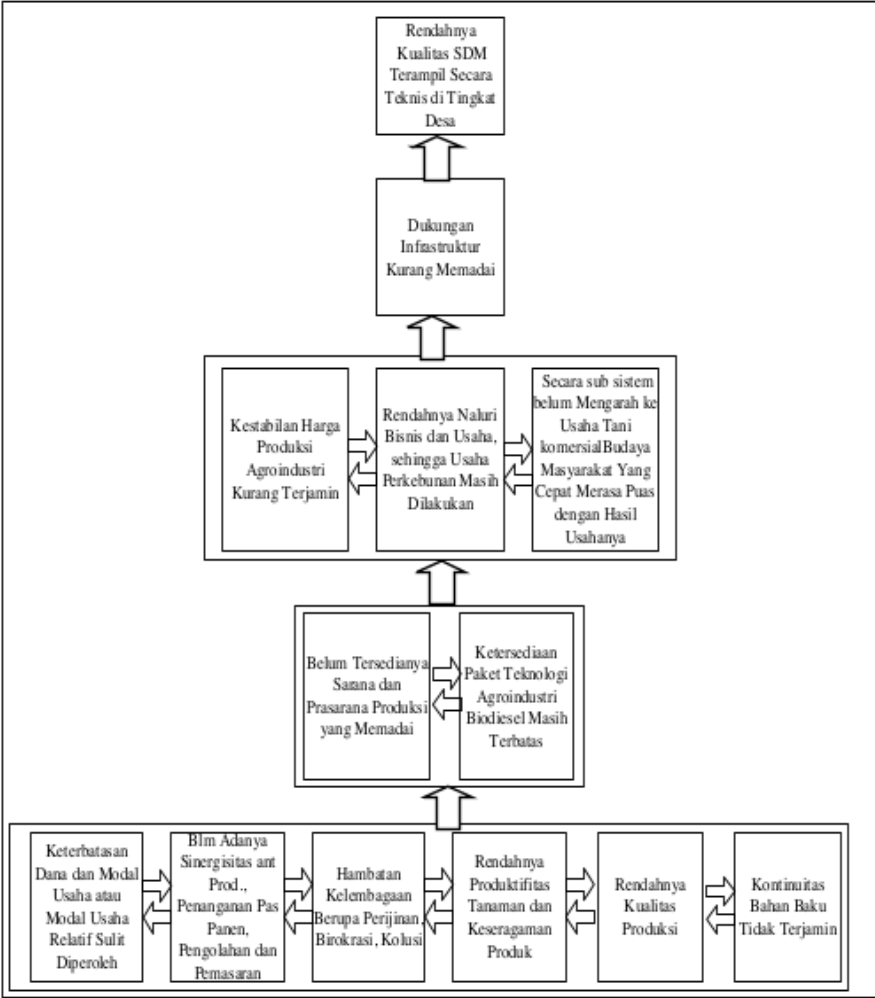 Rendahnya
Kualitas SDM
Terampil Secara
Teknis di Tingkat
Desa
Dukungan
Infrastruktur
Kurang Memadai
Kestabilan Harga
Produksi
Agroindustri
Kurang Terjamin
Rendahnya Naluri
Bisnis dan Usaha,
sehingga Usaha
Perkebunan Masih
Dilakukan
Secara sub sistem
belum Mengarah ke
Usaha Tani
komersialBudaya
Masyarakat Yang
Cepat Merasa Puas
dengan Hasil
Usahanya
Belum Tersedianya
Sarana dan
Prasarana Produksi
yang Memadai
Ketersediaan
Paket Teknologi
Agroindustri
Biodiesel Masih
Terbatas
Keterbatasan
Dana dan Modal
Usaha atau
Modal Usaha
Relatif Sulit
Diperoleh
Blm Adanya
Sinergisitas ant
Prod.,
Penanganan Pas
Panen,
Pengolahan dan
Pemasaran
Hambatan
Kelembagaan
Berupa Perijinan,
Birokrasi, Kolusi
Rendahnya
Produktifitas
Tanaman dan
Keseragaman
Produk
Rendahnya
Kualitas
Produksi
Kontinuitas
Bahan Baku
Tidak Terjamin